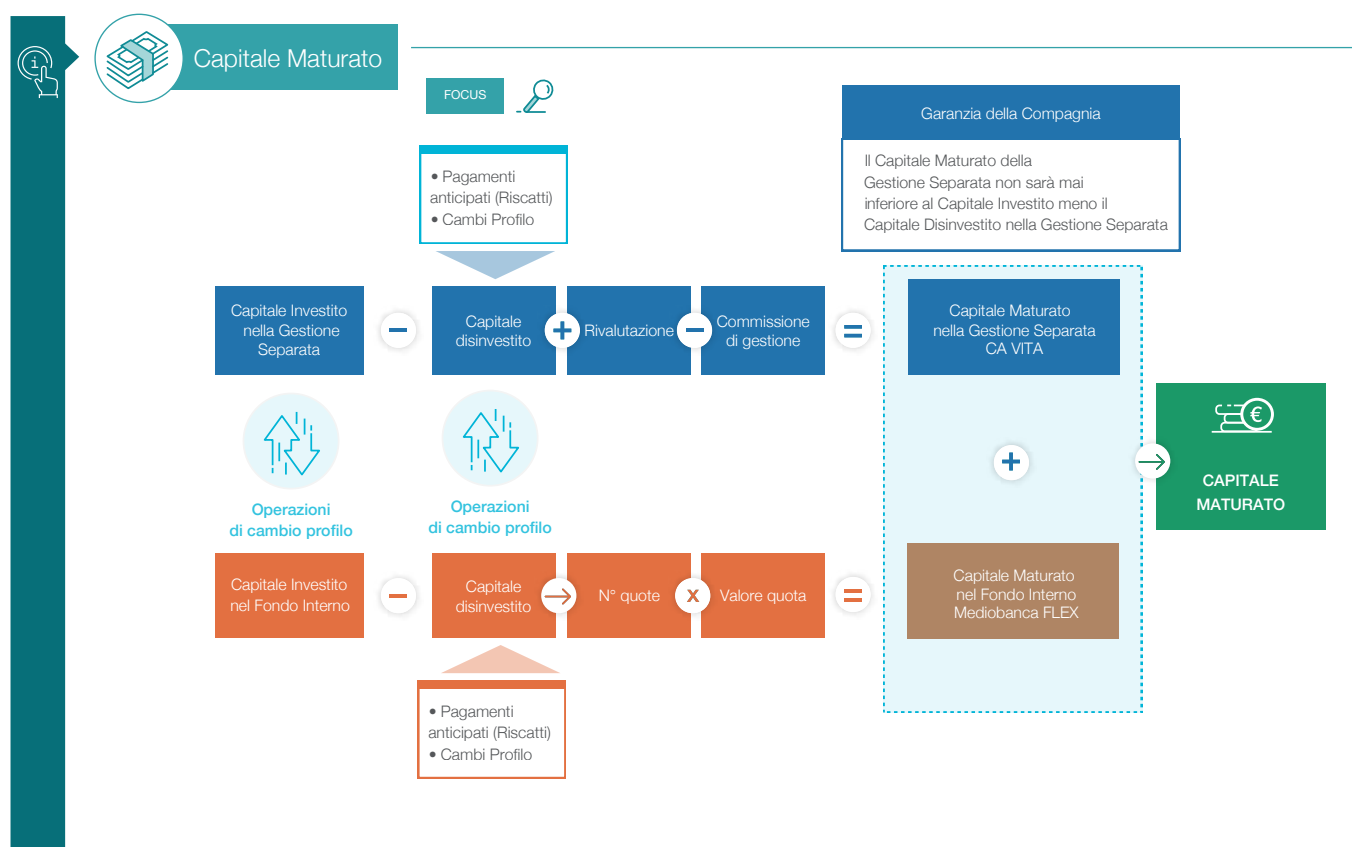 i
Capitale Maturato
FOCUS
Garanzia della Compagnia
Il Capitale Maturato della
Gestione Separata non sarà mai
inferiore al Capitale Investito meno il
Capitale Disinvestito nella Gestione Separata
• Pagamenti
anticipati (Riscatti)
• Cambi Profilo
Capitale Investito
nella Gestione
Separata
−
Capitale
disinvestito
+
Rivalutazione
−
Commissione
di gestione
=
Capitale Maturato
nella Gestione Separata
CA VITA
Operazioni
di cambio profilo
Operazioni
di cambio profilo
+
→
€
CAPITALE
MATURATO
Capitale Investito
nel Fondo Interno
−
Capitale
disinvestito
→
N° quote
x
Valore quota
=
Capitale Maturato
nel Fondo Interno
Mediobanca FLEX
• Pagamenti
anticipati (Riscatti)
• Cambi Profilo